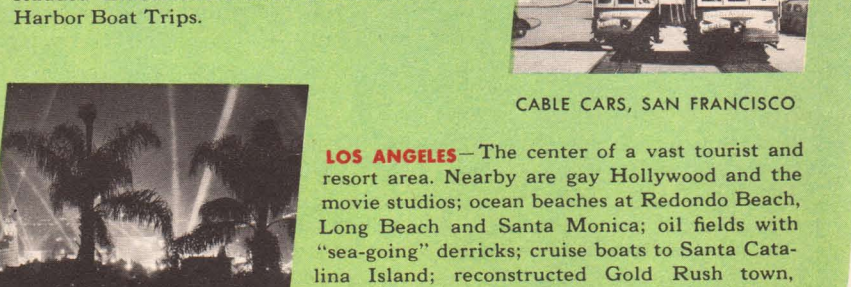 Harbor Boat Trips.
CABLE CARS, SAN FRANCISCO
LOS ANGELES—The center of a vast tourist and
resort area. Nearby are gay Hollywood and the
movie studios; ocean beaches at Redondo Beach,
Long Beach and Santa Monica; oil fields with
"sea-going" derricks; cruise boats to Santa Cata-
lina Island; reconstructed Gold Rush town,